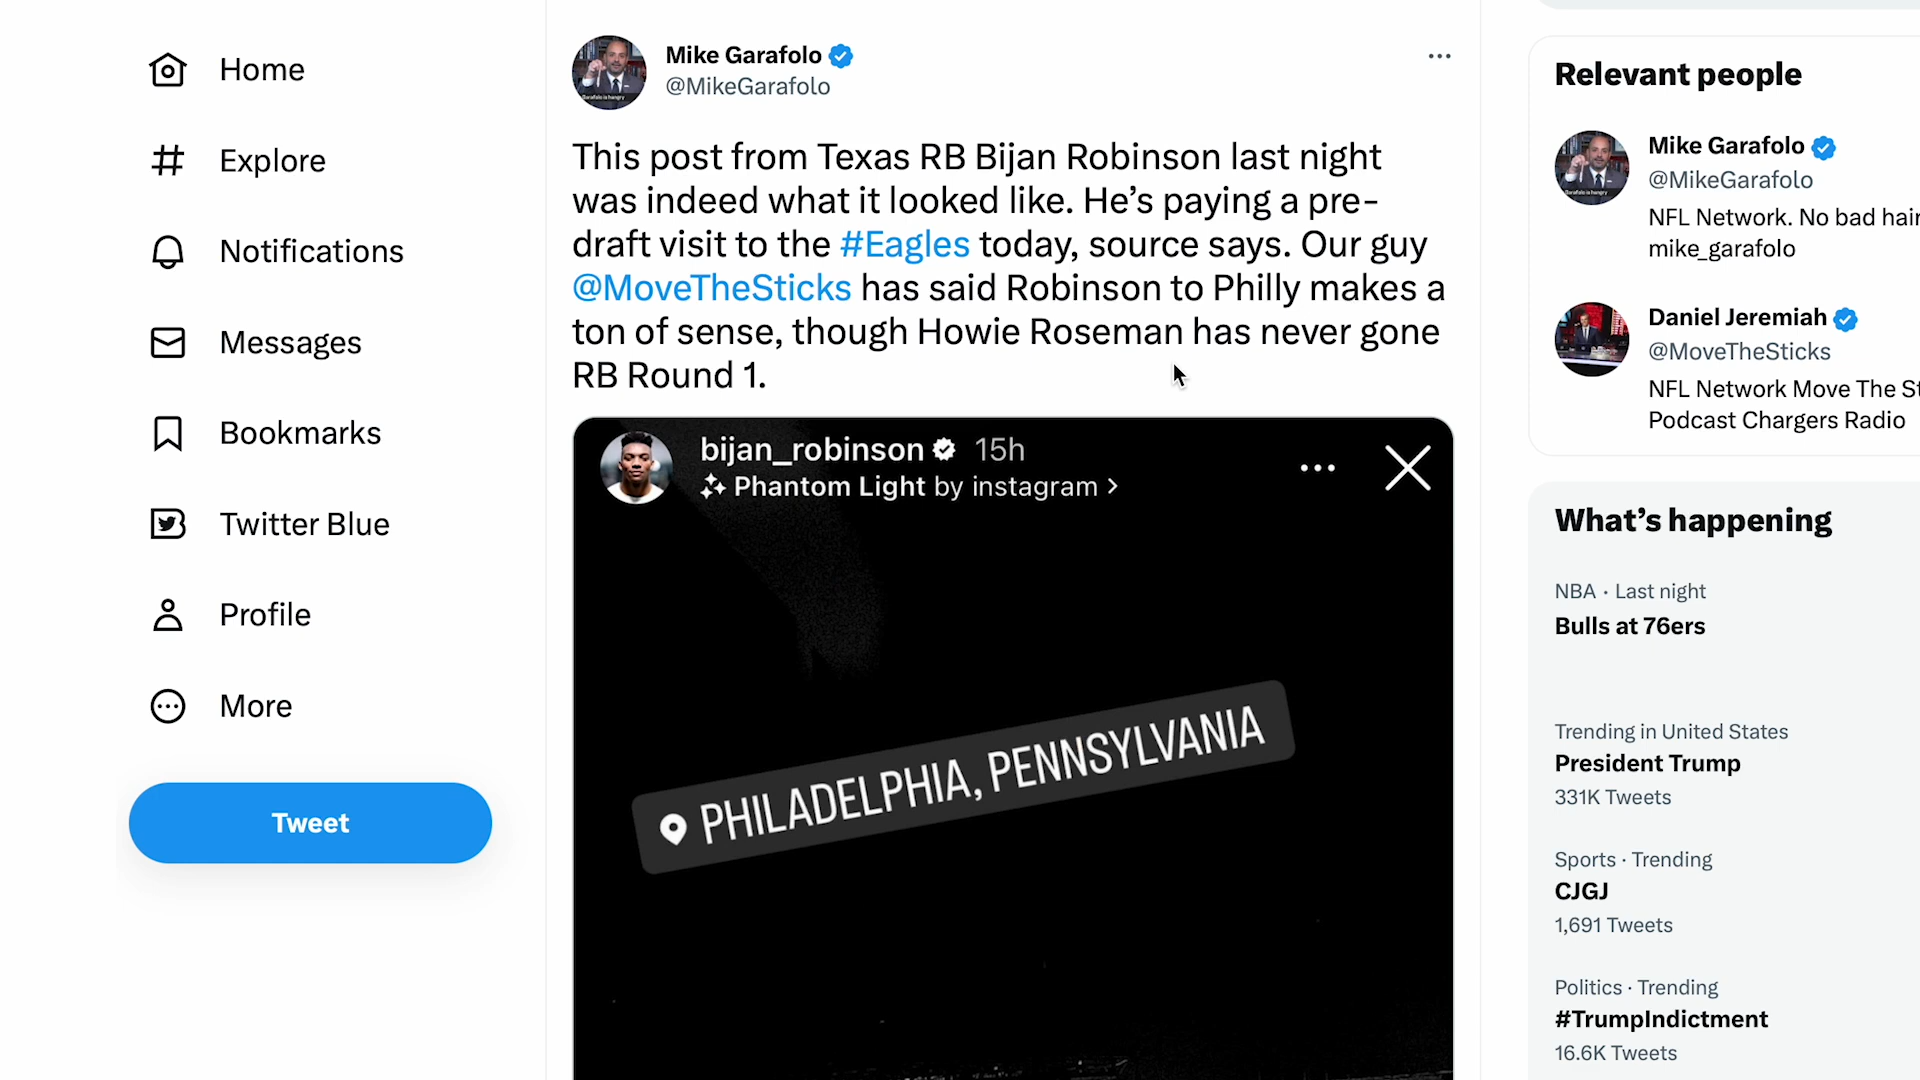 Home
Explore
Notifications
Messages
Bookmarks
Twitter Blue
Profile
More
Tweet
Mike Garafolo
@MikeGarafolo
This post from Texas RB Bijan Robinson last night
was indeed what it looked like. He’s paying a pre-
draft visit to the #Eagles today, source says. Our guy
@MoveTheSticks has said Robinson to Philly makes a
ton of sense, though Howie Roseman has never gone
RB Round 1.
bijan_robinson 15h
Phantom Light by instagram >
PHILADELPHIA, PENNSYLVANIA
Relevant people
Mike Garafolo
@MikeGarafolo
NFL Network. No bad hair
mike_garafolo
Daniel Jeremiah
@MoveTheSticks
NFL Network Move The St
Podcast Chargers Radio
What’s happening
NBA · Last night
Bulls at 76ers
Trending in United States
President Trump
331K Tweets
Sports · Trending
CJGJ
1,691 Tweets
Politics · Trending
#TrumpIndictment
16.6K Tweets